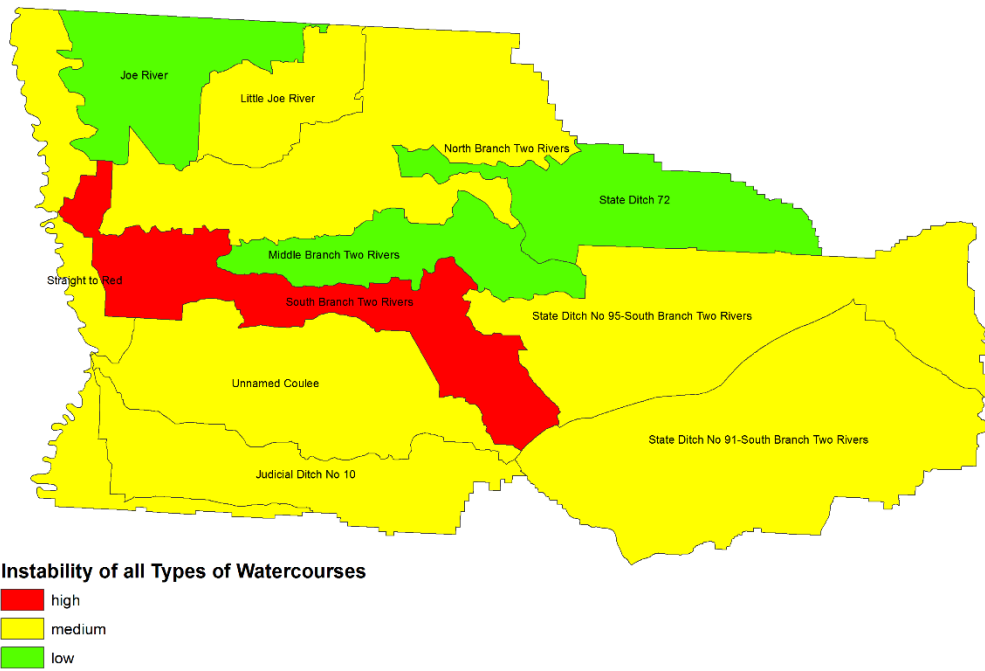 Joe River
Little Joe River
North Branch Two Rivers
State Ditch 72
Middle Branch Two Rivers
Straight to Red
South Branch Two Rivers
State Ditch No 95-South Branch Two Rivers
Unnamed Coulee
State Ditch No 91-South Branch Two Rivers
Judicial Ditch No 10
Instability of all Types of Watercourses
high
medium
low